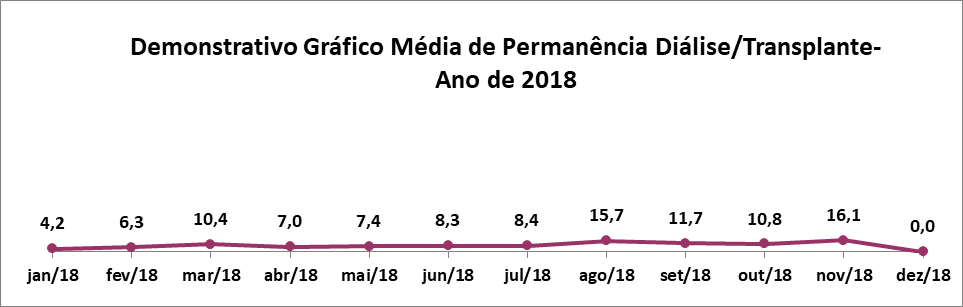 Demonstrativo Gráfico Média de Permanência Diálise/Transplante-
Ano de 2018
4,2 6,3 10,4 7,0 7,4 8,3 8,4 15,7 11,7 10,8 16,1 0,0
jan/18 fev/18 mar/18 abr/18 mai/18 jun/18 jul/18 ago/18 set/18 out/18 nov/18 dez/18